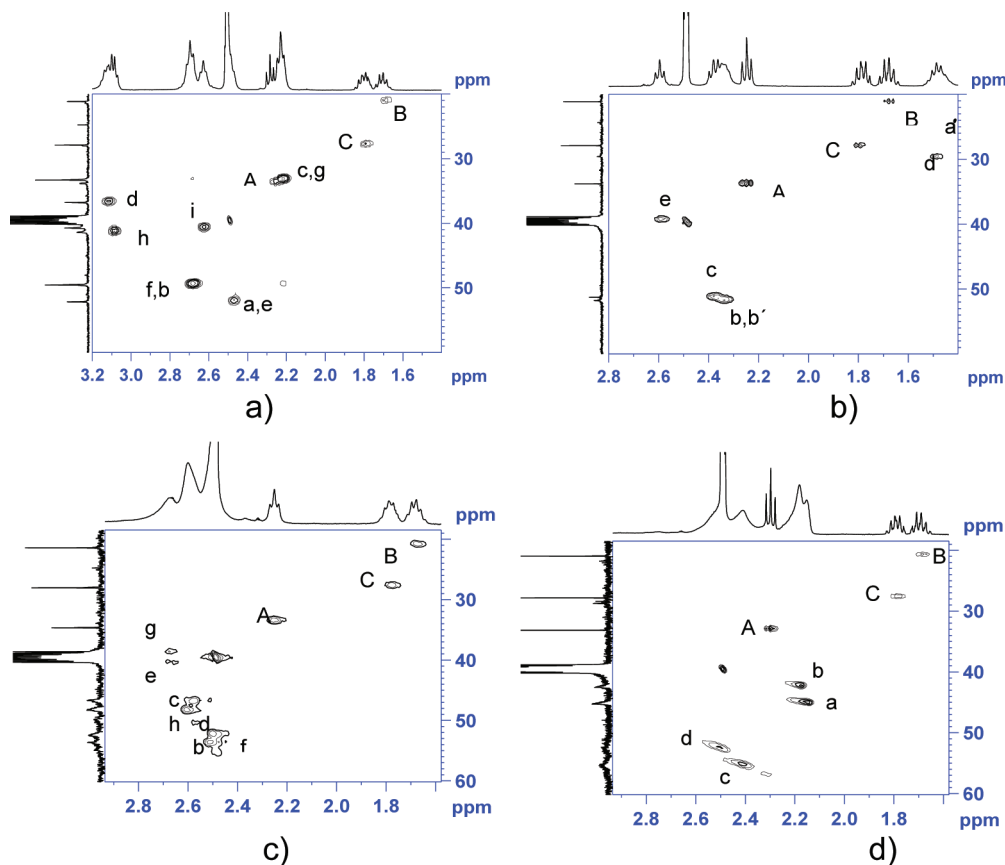 ppm
B
C
A
c,g
d
i
h
f,b
a,e
30
40
50
3.2 3.0 2.8 2.6 2.4 2.2 2.0 1.8 1.6
ppm
a)
ppm
B
a'
C
d
A
e
c
b,b´
30
40
50
2.8 2.6 2.4 2.2 2.0 1.8 1.6
ppm
b)
ppm
B
C
A
g
e
c
h d
b f
30
40
50
60
2.8 2.6 2.4 2.2 2.0 1.8
ppm
c)
ppm
B
C
A
b
a
d
c
30
40
50
60
2.8 2.6 2.4 2.2 2.0 1.8
ppm
d)